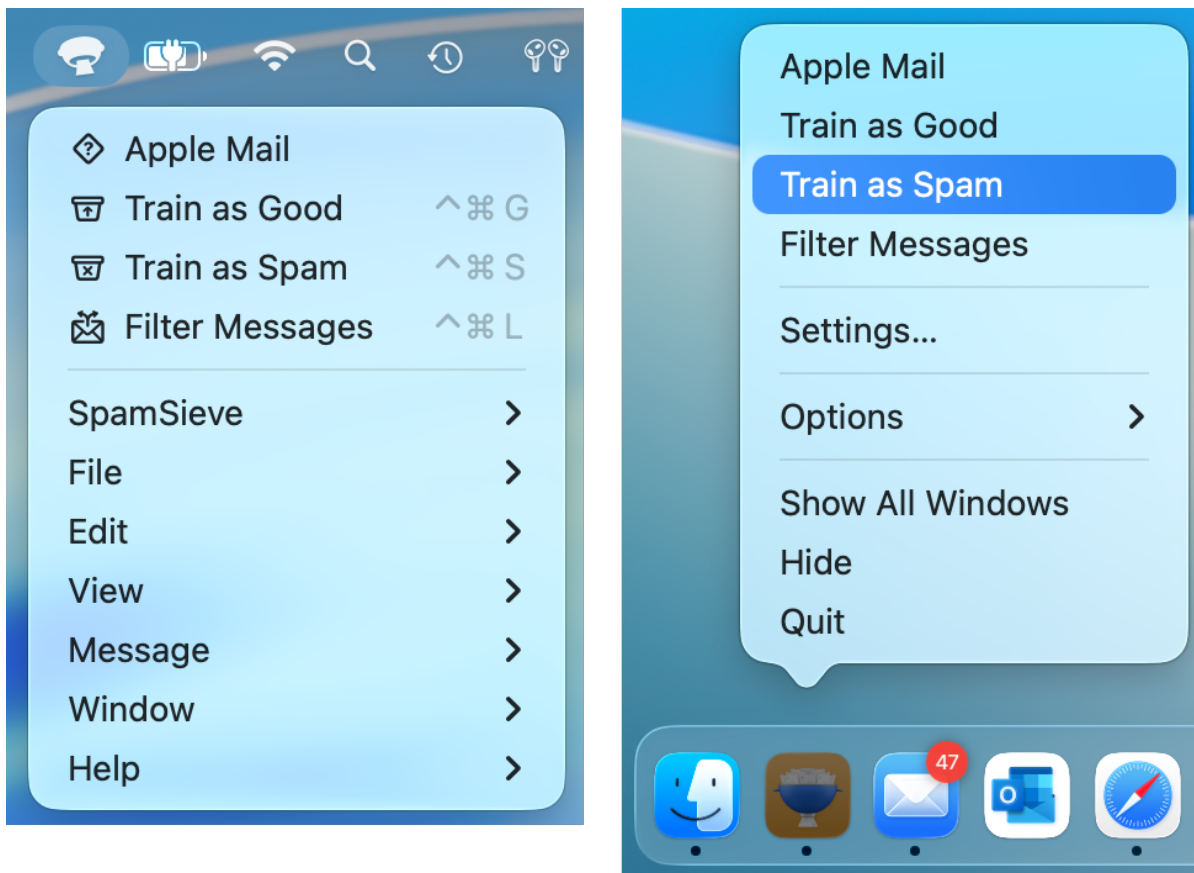 Apple Mail
Train as Good ^⌘ G
Train as Spam ^⌘ S
Filter Messages ^⌘ L
SpamSieve
File
Edit
View
Message
Window
Help
Apple Mail
Train as Good
Train as Spam
Filter Messages
Settings...
Options
Show All Windows
Hide
Quit
47
O